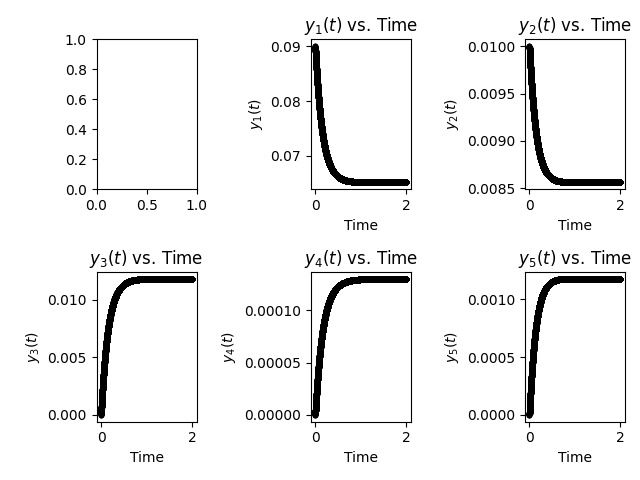 y₁(t) vs. Time
y₂(t) vs. Time
1.0
0.8
0.6
0.4
0.2
0.0
0.0 0.5 1.0
y₁(t)
0.09
0.08
0.07
0 2
Time
y₂(t)
0.0100
0.0095
0.0090
0.0085
0 2
Time
y₃(t) vs. Time
y₄(t) vs. Time
y₅(t) vs. Time
y₃(t)
0.010
0.005
0.000
0 2
Time
y₄(t)
0.00010
0.00005
0.00000
0 2
Time
y₅(t)
0.0010
0.0005
0.0000
0 2
Time